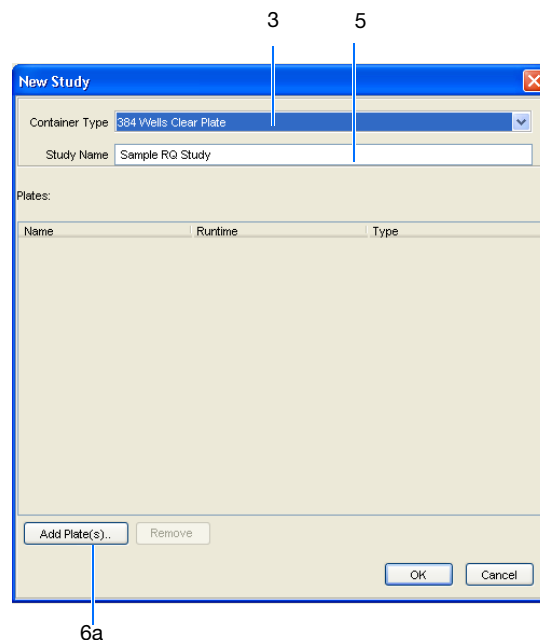 3 5
New Study
Container Type 384 Wells Clear Plate
Study Name Sample RQ Study
Plates:
Name Runtime Type
Add Plate(s).. Remove
OK Cancel
6a